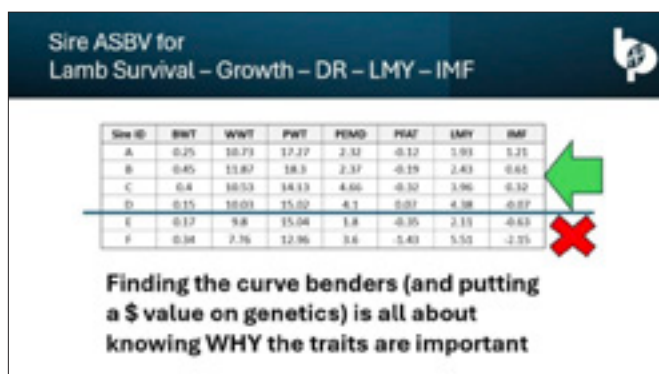 Sire ASBV for
Lamb Survival – Growth – DR – LMY – IMF
Sire ID BWT WWT PWT PEMD PFAT LMY IMF
A 0.25 10.73 17.27 2.32 -0.12 1.93 1.21
B 0.45 11.87 18.3 2.37 -0.19 2.43 0.61
C 0.4 10.53 14.13 4.66 -0.32 3.96 0.32
D 0.15 10.03 15.02 4.1 0.07 4.38 -0.07
E 0.17 9.8 15.04 1.8 -0.35 2.11 -0.63
F 0.34 7.76 12.96 3.6 -1.43 5.51 -2.15
Finding the curve benders (and putting
a $ value on genetics) is all about
knowing WHY the traits are important